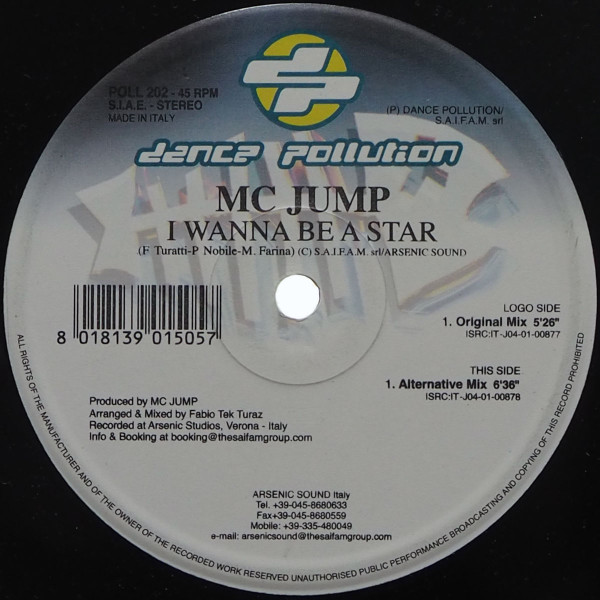 dp
POLL 202 - 45 RPM
S.I.A.E. - STEREO
MADE IN ITALY
(P) DANCE POLLUTION/
S.A.I.F.A.M. srl
dance pollution
MC JUMP
I WANNA BE A STAR
(F Turatti-P Nobile-M. Farina) (C) S.A.I.F.A.M. srl/ARSENIC SOUND
8 018139 015057
LOGO SIDE
1. Original Mix 5'26"
ISRC:IT-J04-01-00877
THIS SIDE
1. Alternative Mix 6'36"
ISRC:IT-J04-01-00878
Produced by MC JUMP
Arranged & Mixed by Fabio Tek Turaz
Recorded at Arsenic Studios, Verona - Italy
Info & Booking at booking@thesaifamgroup.com
ARSENIC SOUND Italy
Tel. +39-045-8680633
Fax+39-045-8680559
Mobile: +39-335-480049
e-mail: arsenicsound@thesaifamgroup.com
ALL RIGHTS OF THE MANUFACTURER AND OF THE OWNER OF THE RECORDED WORK RESERVED UNAUTHORISED PUBLIC PERFORMANCE BROADCASTING AND COPYING OF THIS RECORD PROHIBITED